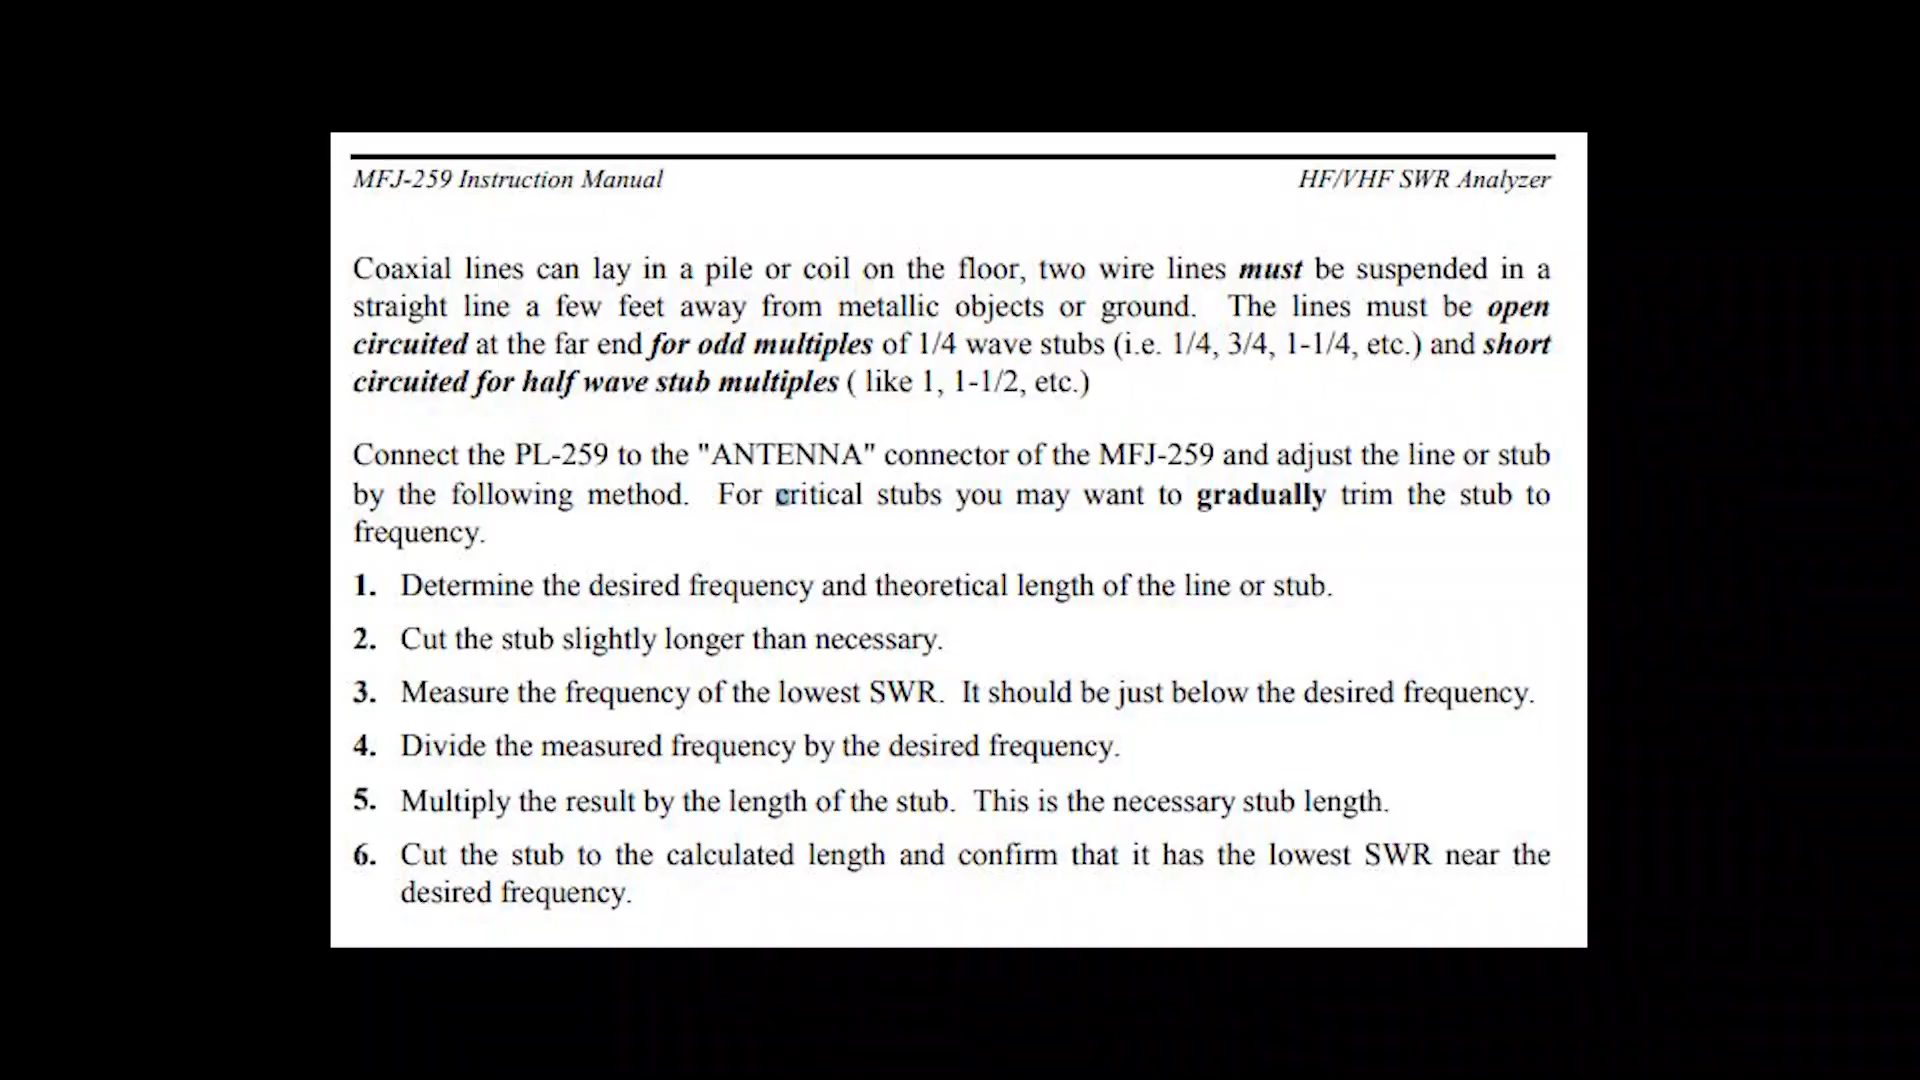 MFJ-259 Instruction Manual HF/VHF SWR Analyzer
Coaxial lines can lay in a pile or coil on the floor, two wire lines must be suspended in a
straight line a few feet away from metallic objects or ground. The lines must be open
circuited at the far end for odd multiples of 1/4 wave stubs (i.e. 1/4, 3/4, 1-1/4, etc.) and short
circuited for half wave stub multiples ( like 1, 1-1/2, etc.)
Connect the PL-259 to the "ANTENNA" connector of the MFJ-259 and adjust the line or stub
by the following method. For critical stubs you may want to gradually trim the stub to
frequency.
1. Determine the desired frequency and theoretical length of the line or stub.
2. Cut the stub slightly longer than necessary.
3. Measure the frequency of the lowest SWR. It should be just below the desired frequency.
4. Divide the measured frequency by the desired frequency.
5. Multiply the result by the length of the stub. This is the necessary stub length.
6. Cut the stub to the calculated length and confirm that it has the lowest SWR near the
desired frequency.